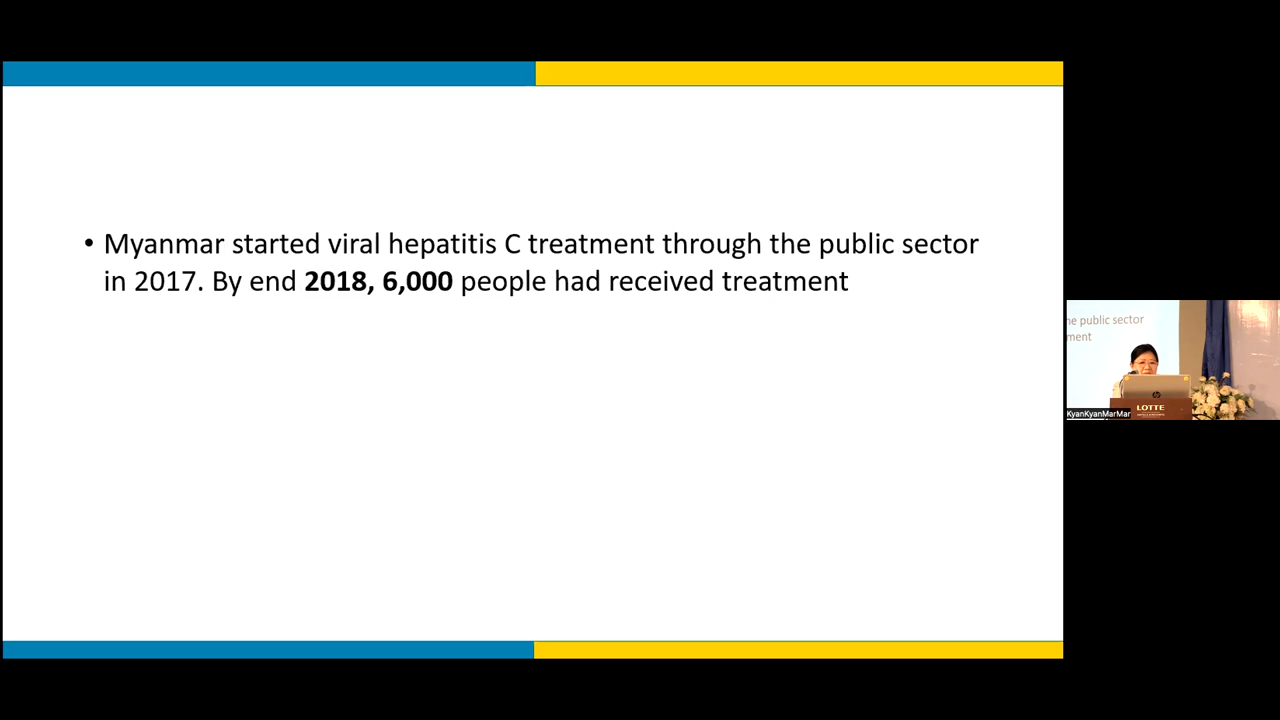 • Myanmar started viral hepatitis C treatment through the public sector
in 2017. By end 2018, 6,000 people had received treatment
he public sector
ment
LOTTE
KyanKyanMarMar